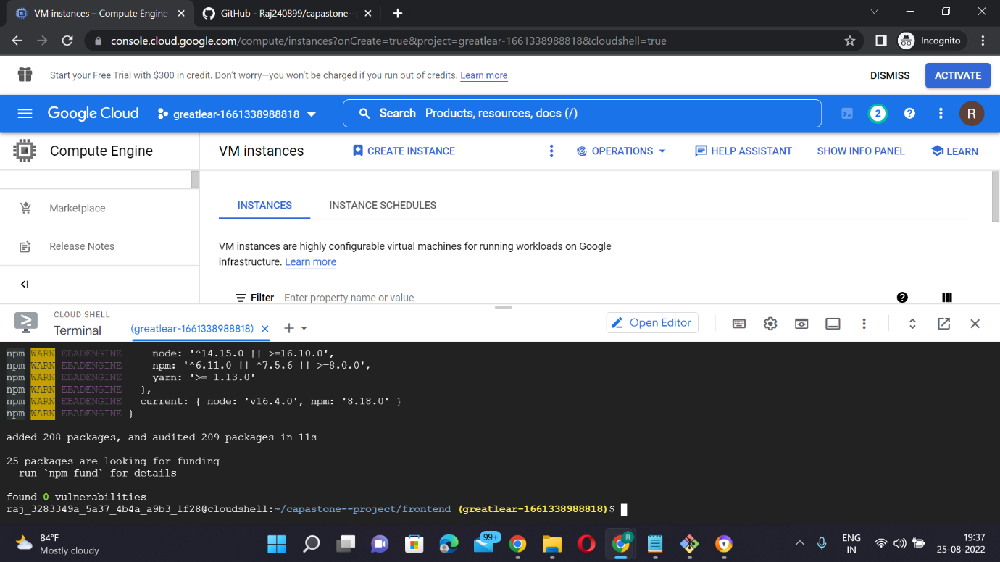 VM instances – Compute Engine
GitHub - Raj240899/capastone--
console.cloud.google.com/compute/instances?onCreate=true&project=greatlear-1661338988818&cloudshell=true
Incognito
Start your Free Trial with $300 in credit. Don't worry—you won't be charged if you run out of credits. Learn more
DISMISS
ACTIVATE
Google Cloud
greatlear-1661338988818
Search Products, resources, docs (/)
2
R
Compute Engine
VM instances
CREATE INSTANCE
OPERATIONS
HELP ASSISTANT
SHOW INFO PANEL
LEARN
Marketplace
Release Notes
INSTANCES
INSTANCE SCHEDULES
VM instances are highly configurable virtual machines for running workloads on Google
infrastructure. Learn more
Filter Enter property name or value
CLOUD SHELL
Terminal
(greatlear-1661338988818)
Open Editor
npm WARN EBADENGINE     node: '^14.15.0 || >=16.10.0',
npm WARN EBADENGINE     npm: '^6.11.0 || ^7.5.6 || >=8.0.0',
npm WARN EBADENGINE     yarn: '>= 1.13.0'
npm WARN EBADENGINE   },
npm WARN EBADENGINE   current: { node: 'v16.4.0', npm: '8.18.0' }
npm WARN EBADENGINE }
added 208 packages, and audited 209 packages in 11s
25 packages are looking for funding
run `npm fund` for details
found 0 vulnerabilities
raj_3283349a_5a37_4b4a_a9b3_1f28@cloudshell:~/capastone--project/frontend (greatlear-1661338988818)$
84°F
Mostly cloudy
99+
R
ENG
IN
19:37
25-08-2022